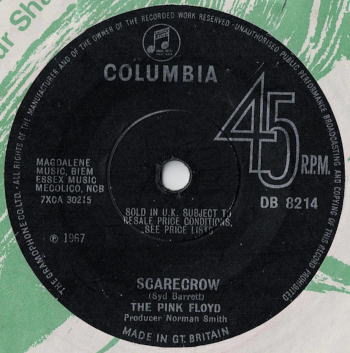 ur Sha
ALL RIGHTS OF THE MANUFACTURER AND OF THE OWNER OF THE RECORDED WORK RESERVED - UNAUTHORISED PUBLIC PERFORMANCE BROADCASTING AND COPYING OF THIS RECORD PROHIBITED
THE GRAMOPHONE CO. LTD.
COLUMBIA
45
R.P.M.
MAGDALENE
MUSIC, BIEM
ESSEX MUSIC
MECOLICO, NCB
7XCA 30215
DB 8214
SOLD IN U.K. SUBJECT TO
RESALE PRICE CONDITIONS,
SEE PRICE LISTS
℗ 1967
SCARECROW
(Syd Barrett)
THE PINK FLOYD
Producer Norman Smith
MADE IN GT. BRITAIN